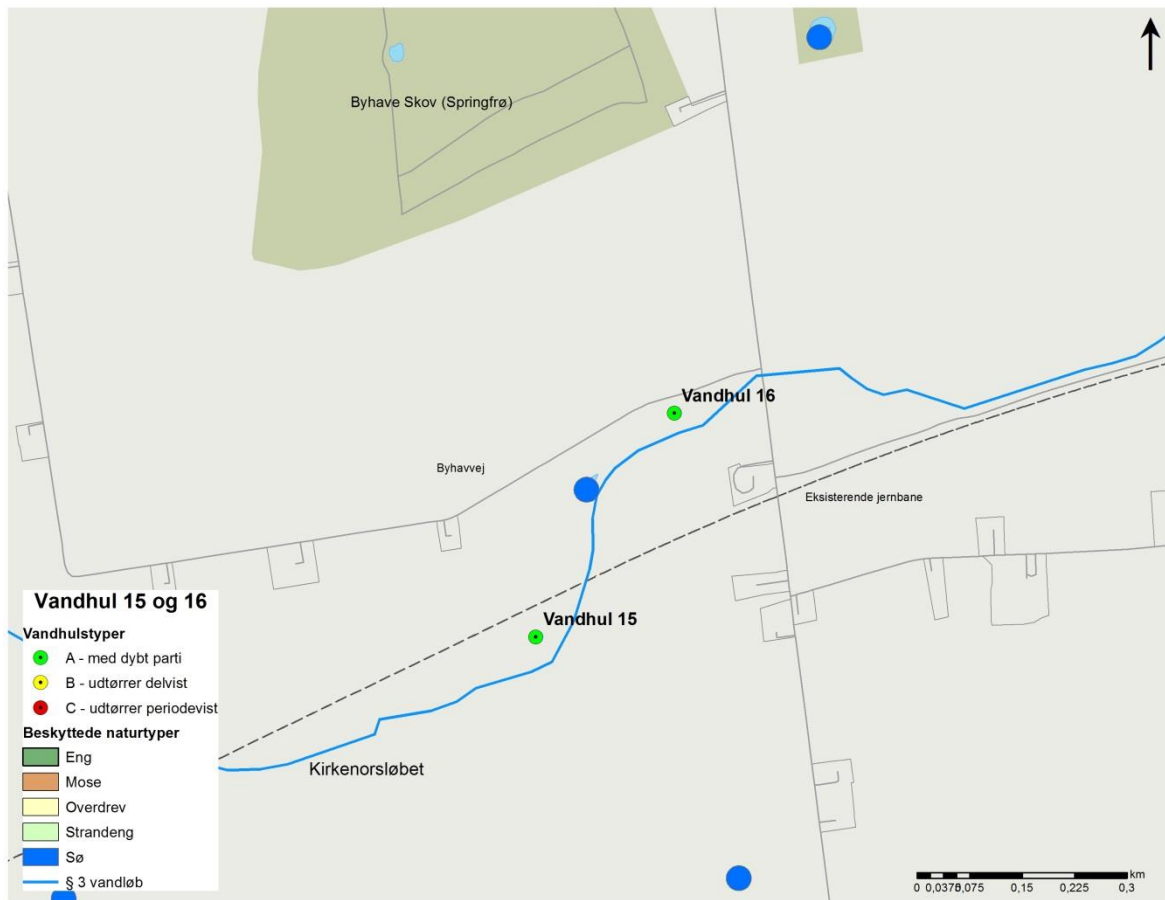 Byhave Skov (Springfrø)
Vandhul 16
Byhavvej
Eksisterende jernbane
Vandhul 15
Kirkenorsløbet
Vandhul 15 og 16
Vandhulstyper
A - med dybt parti
B - udtørrer delvist
C - udtørrer periodevist
Beskyttede naturtyper
Eng
Mose
Overdrev
Strandeng
Sø
§ 3 vandløb
km
0 0,0375 0,075 0,15 0,225 0,3